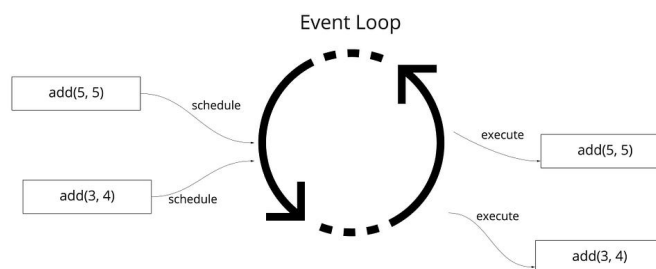 Event Loop
add(5, 5)
schedule
add(3, 4)
schedule
execute
add(5, 5)
execute
add(3, 4)